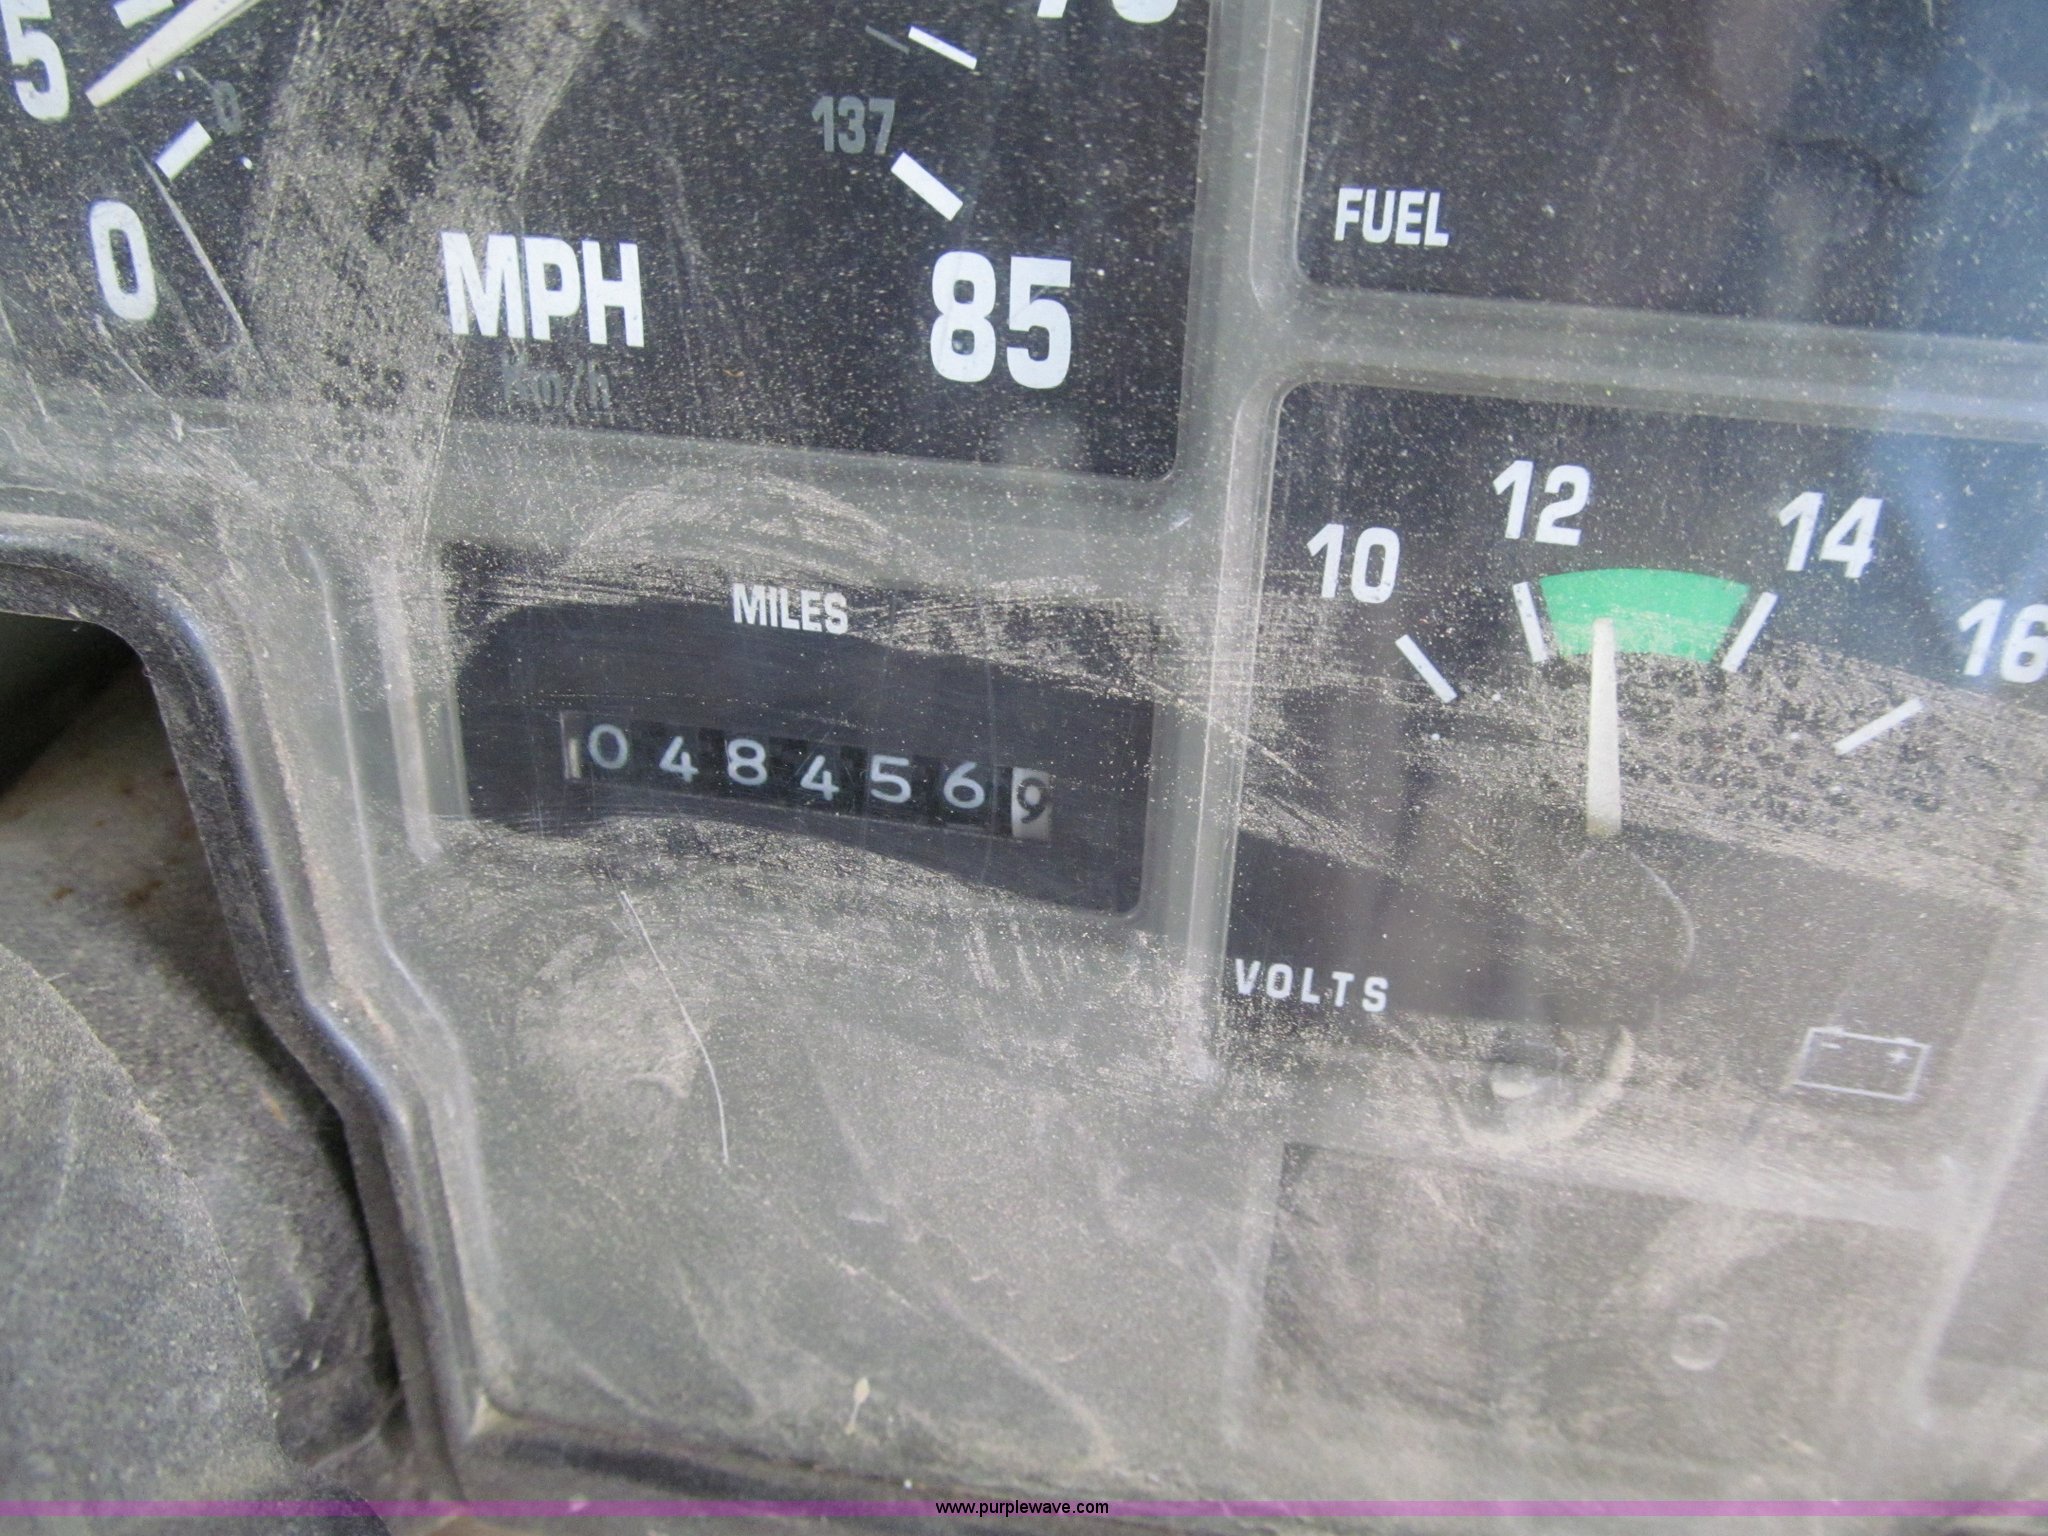 5
0
0
MPH
Km/h
137
85
FUEL
MILES
0484569
10
12
14
16
VOLTS
- +
www.purplewave.com